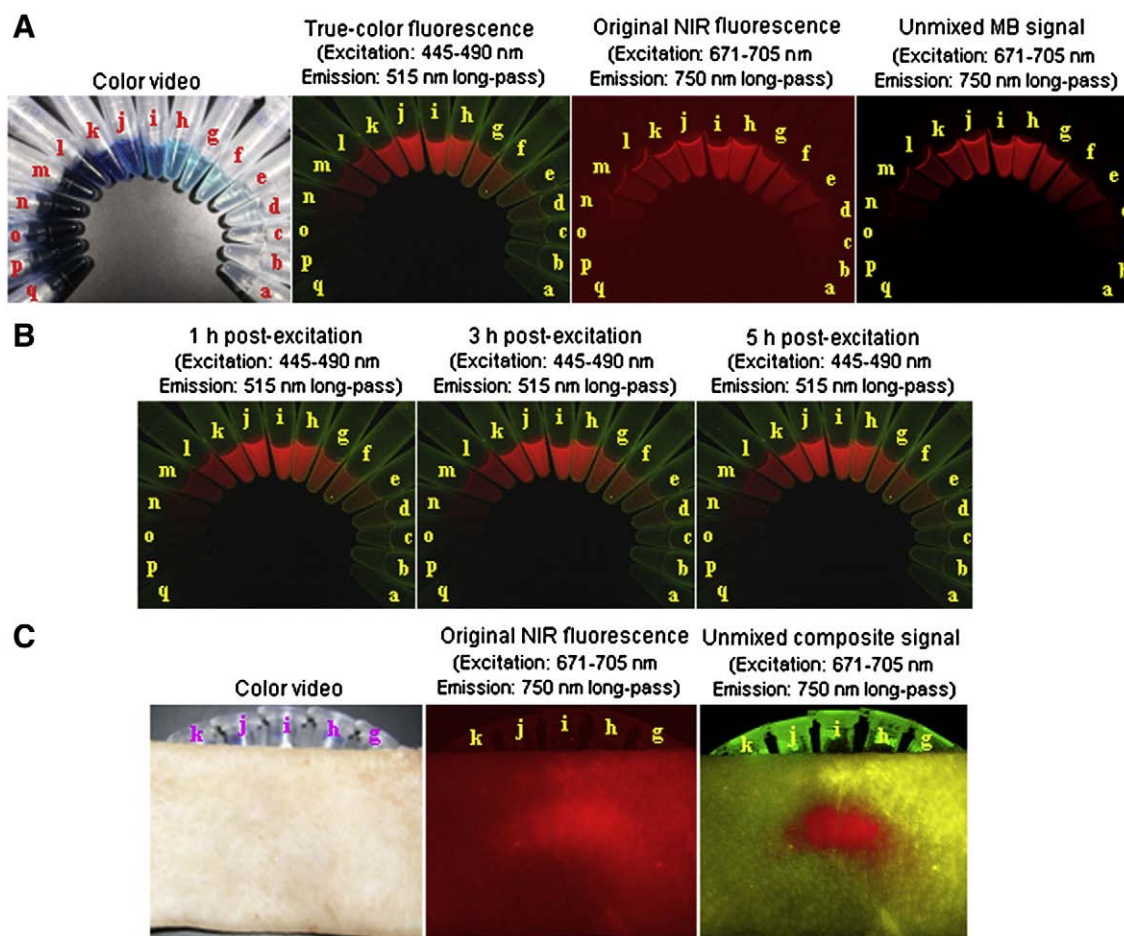 A
Color video
True-color fluorescence
(Excitation: 445-490 nm
Emission: 515 nm long-pass)
Original NIR fluorescence
(Excitation: 671-705 nm
Emission: 750 nm long-pass)
Unmixed MB signal
(Excitation: 671-705 nm
Emission: 750 nm long-pass)
a b c d e f g h i j k l m n o p q
a b c d e f g h i j k l m n o p q
a b c d e f g h i j k l m n o p q
a b d e f g h i j k l m n o p q
B
1 h post-excitation
(Excitation: 445-490 nm
Emission: 515 nm long-pass)
3 h post-excitation
(Excitation: 445-490 nm
Emission: 515 nm long-pass)
5 h post-excitation
(Excitation: 445-490 nm
Emission: 515 nm long-pass)
a b c d e f g h i j k l m n o p q
a b c d e f g h i j k l m n o p q
a b c d e f g h i j k l m n o p q
C
Color video
Original NIR fluorescence
(Excitation: 671-705 nm
Emission: 750 nm long-pass)
Unmixed composite signal
(Excitation: 671-705 nm
Emission: 750 nm long-pass)
k j i h g
k j i h g
k j i h g